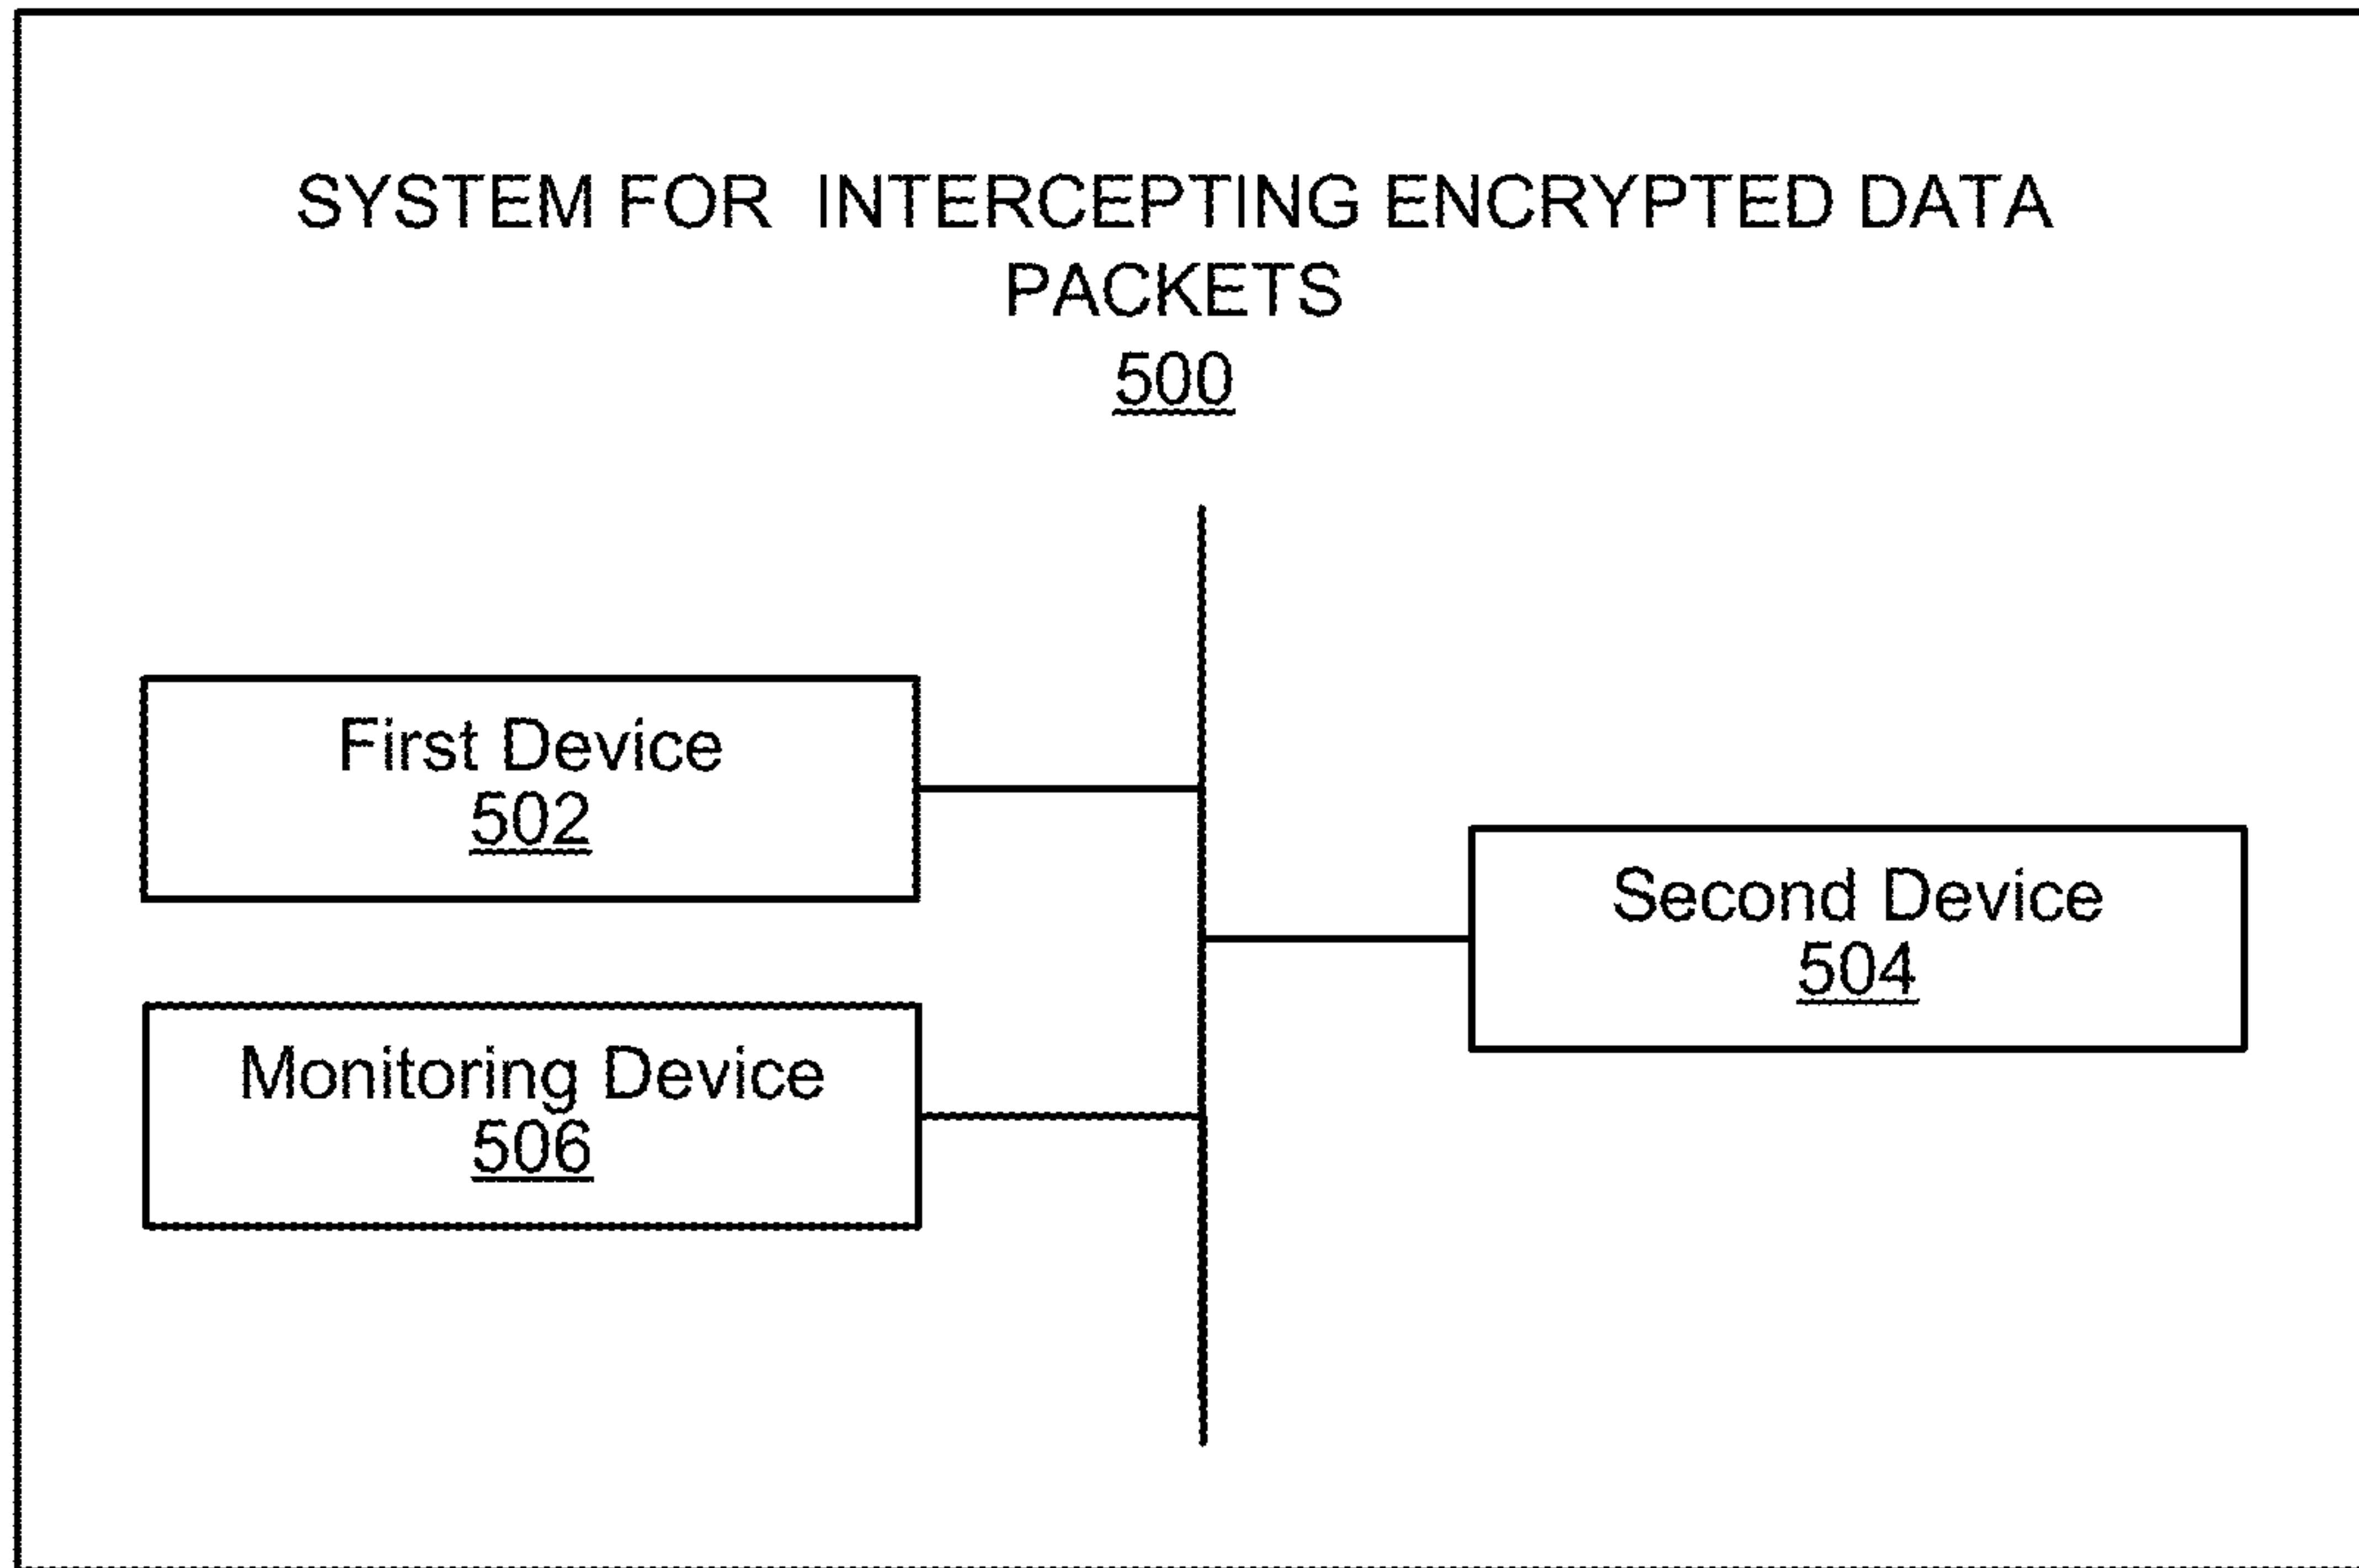 SYSTEM FOR INTERCEPTING ENCRYPTED DATA
PACKETS
500
First Device
502
Second Device
504
Monitoring Device
506